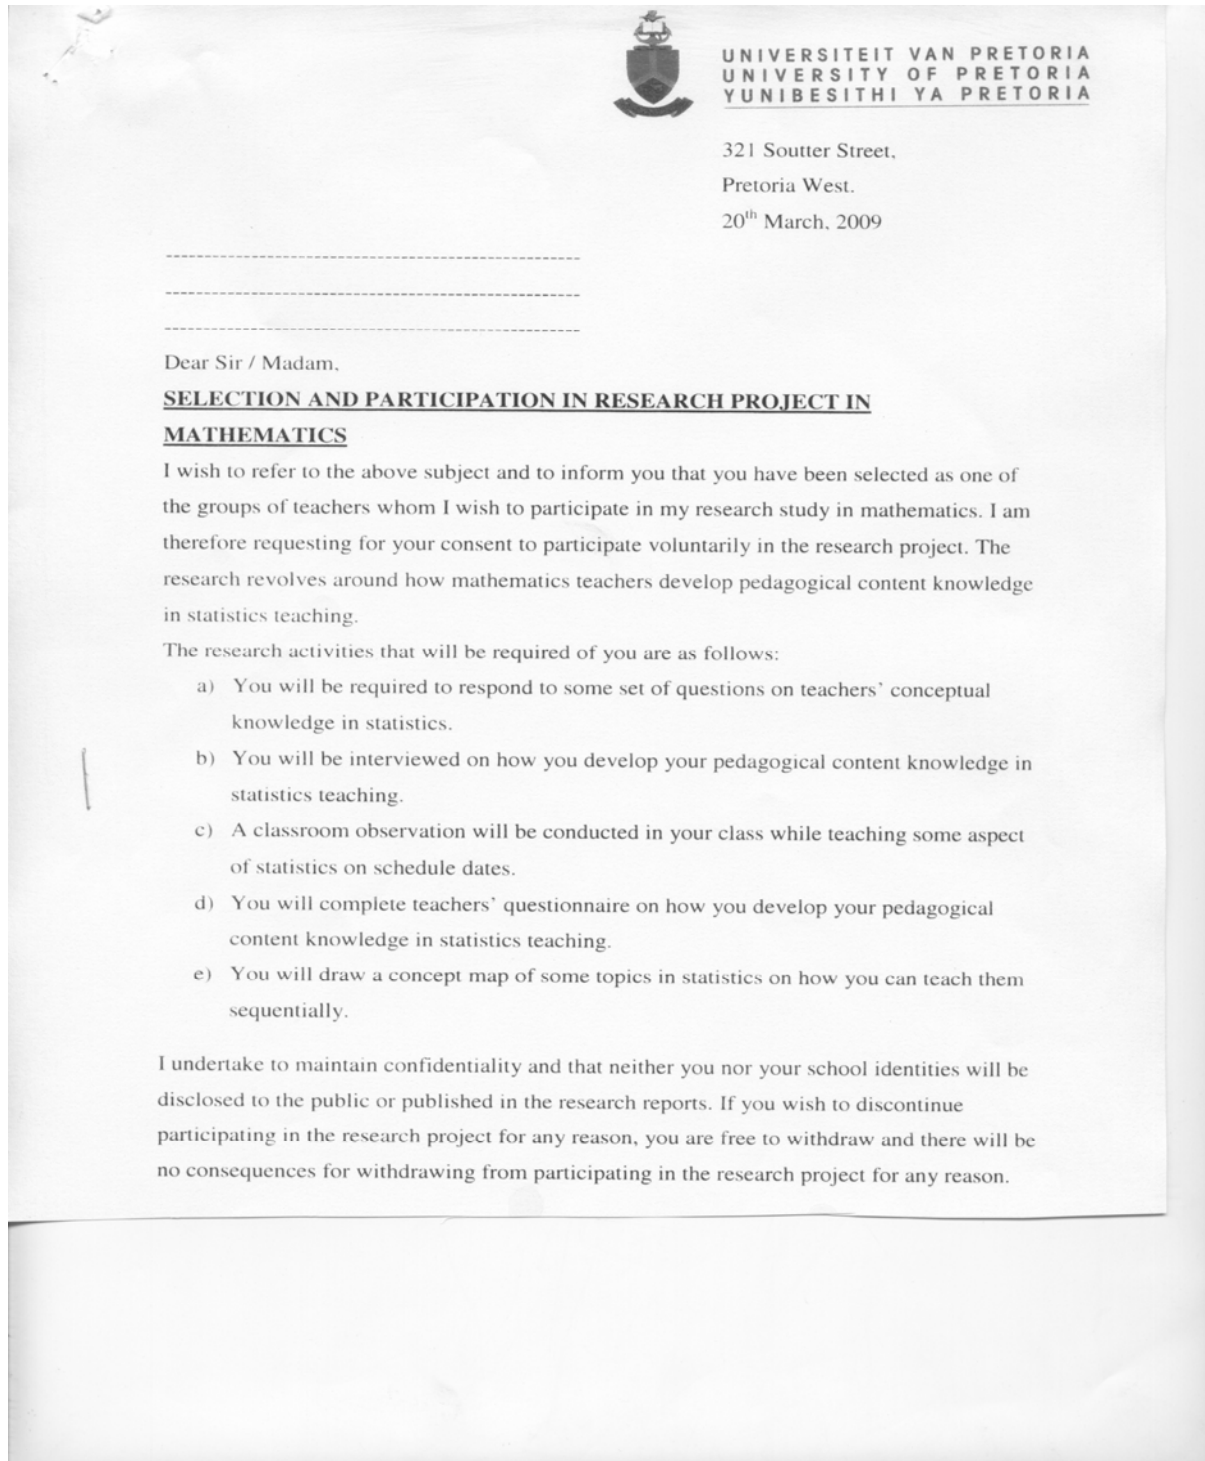 UNIVERSITEIT VAN PRETORIA
UNIVERSITY OF PRETORIA
YUNIBESITHI YA PRETORIA
321 Soutter Street,
Pretoria West.
20th March, 2009
Dear Sir / Madam,
SELECTION AND PARTICIPATION IN RESEARCH PROJECT IN
MATHEMATICS
I wish to refer to the above subject and to inform you that you have been selected as one of
the groups of teachers whom I wish to participate in my research study in mathematics. I am
therefore requesting for your consent to participate voluntarily in the research project. The
research revolves around how mathematics teachers develop pedagogical content knowledge
in statistics teaching.
The research activities that will be required of you are as follows:
a) You will be required to respond to some set of questions on teachers' conceptual
knowledge in statistics.
b) You will be interviewed on how you develop your pedagogical content knowledge in
statistics teaching.
c) A classroom observation will be conducted in your class while teaching some aspect
of statistics on schedule dates.
d) You will complete teachers' questionnaire on how you develop your pedagogical
content knowledge in statistics teaching.
e) You will draw a concept map of some topics in statistics on how you can teach them
sequentially.
I undertake to maintain confidentiality and that neither you nor your school identities will be
disclosed to the public or published in the research reports. If you wish to discontinue
participating in the research project for any reason, you are free to withdraw and there will be
no consequences for withdrawing from participating in the research project for any reason.